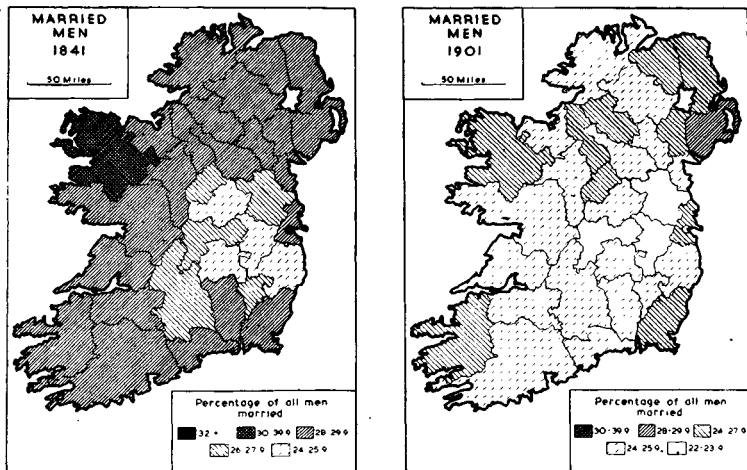 MARRIED
MEN
1841
50 Miles
Percentage of all men
married
32 +
30 39.9
28-29.9
26-27.9
24-25.9
MARRIED
MEN
1901
50 Miles
Percentage of all men
married
30-39.9
28-29.9
24-27.9
24-25.9
22-23.9